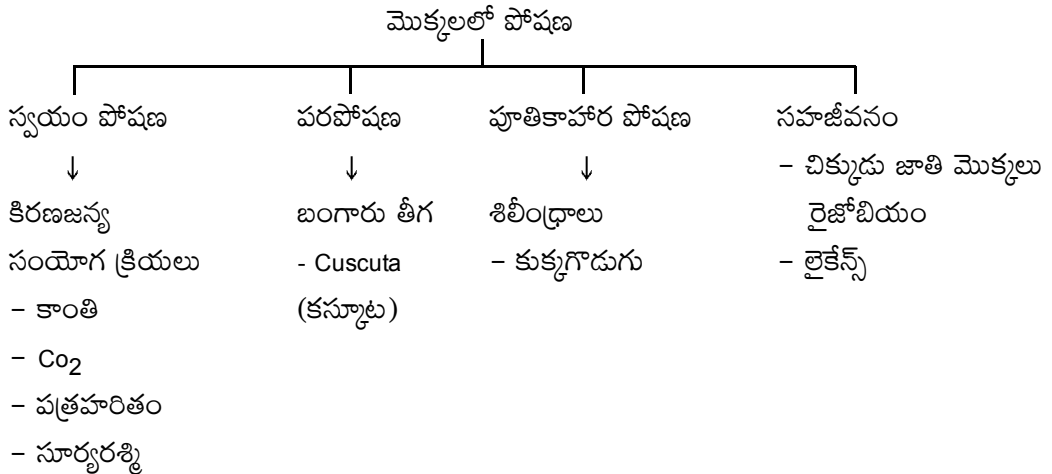 మొక్కలలో పోషణ
స్వయం పోషణ
↓
కిరణజన్య
సంయోగ క్రియలు
– కాంతి
– Co2
– పత్రహరితం
– సూర్యరశ్మి
పరపోషణ
↓
బంగారు తీగ
- Cuscuta
(కస్కూట)
పూతికాహార పోషణ
↓
శిలీంధ్రాలు
– కుక్కగొడుగు
సహజీవనం
– చిక్కుడు జాతి మొక్కలు
రైజోబియం
– లైకేన్స్